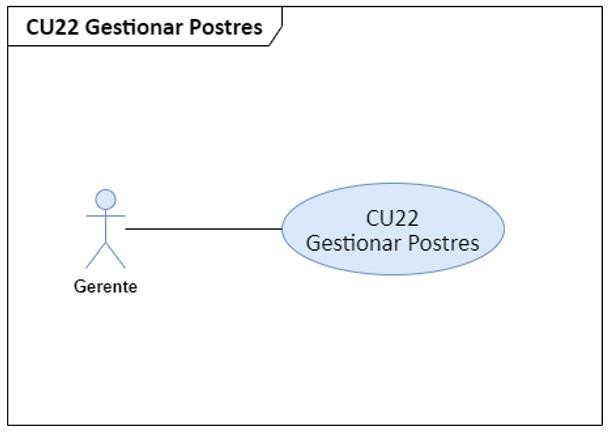 CU22 Gestionar Postres
CU22
Gestionar Postres
Gerente